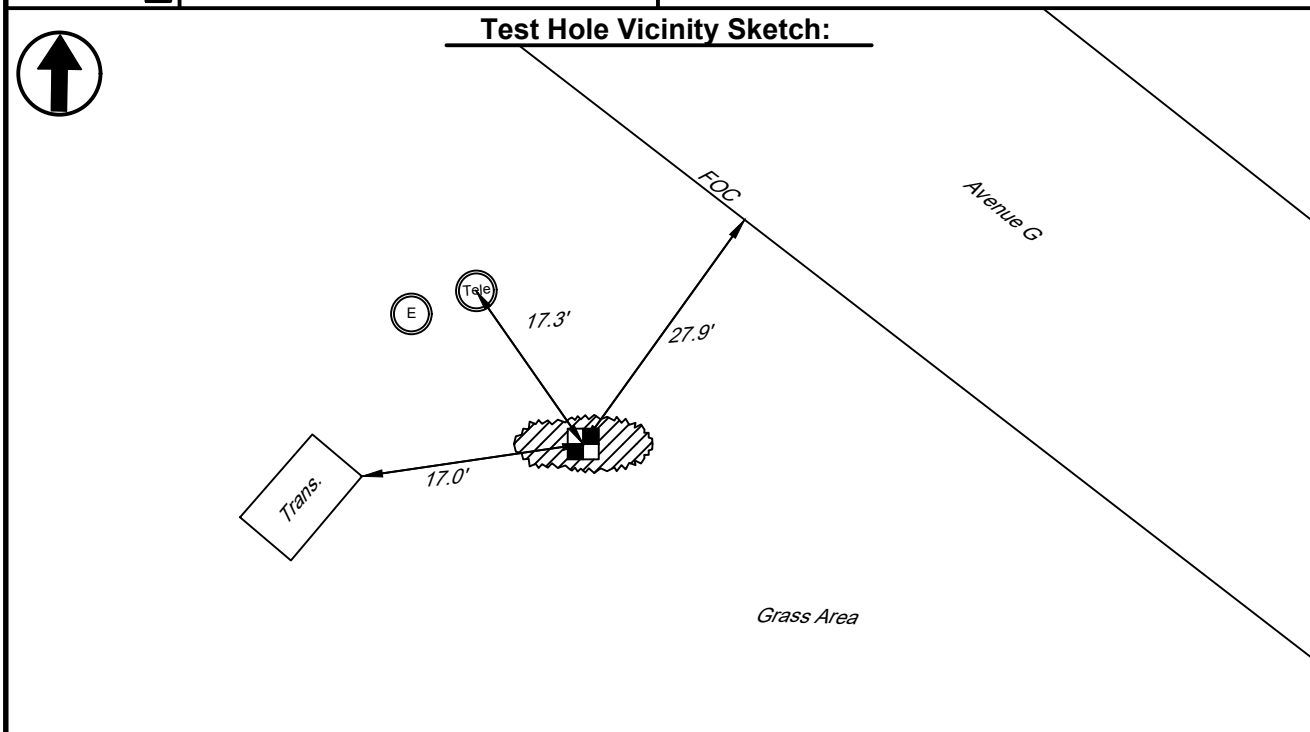 Test Hole Vicinity Sketch:
FOC
Avenue G
Tele
E
17.3'
27.9'
17.0'
Trans.
Grass Area